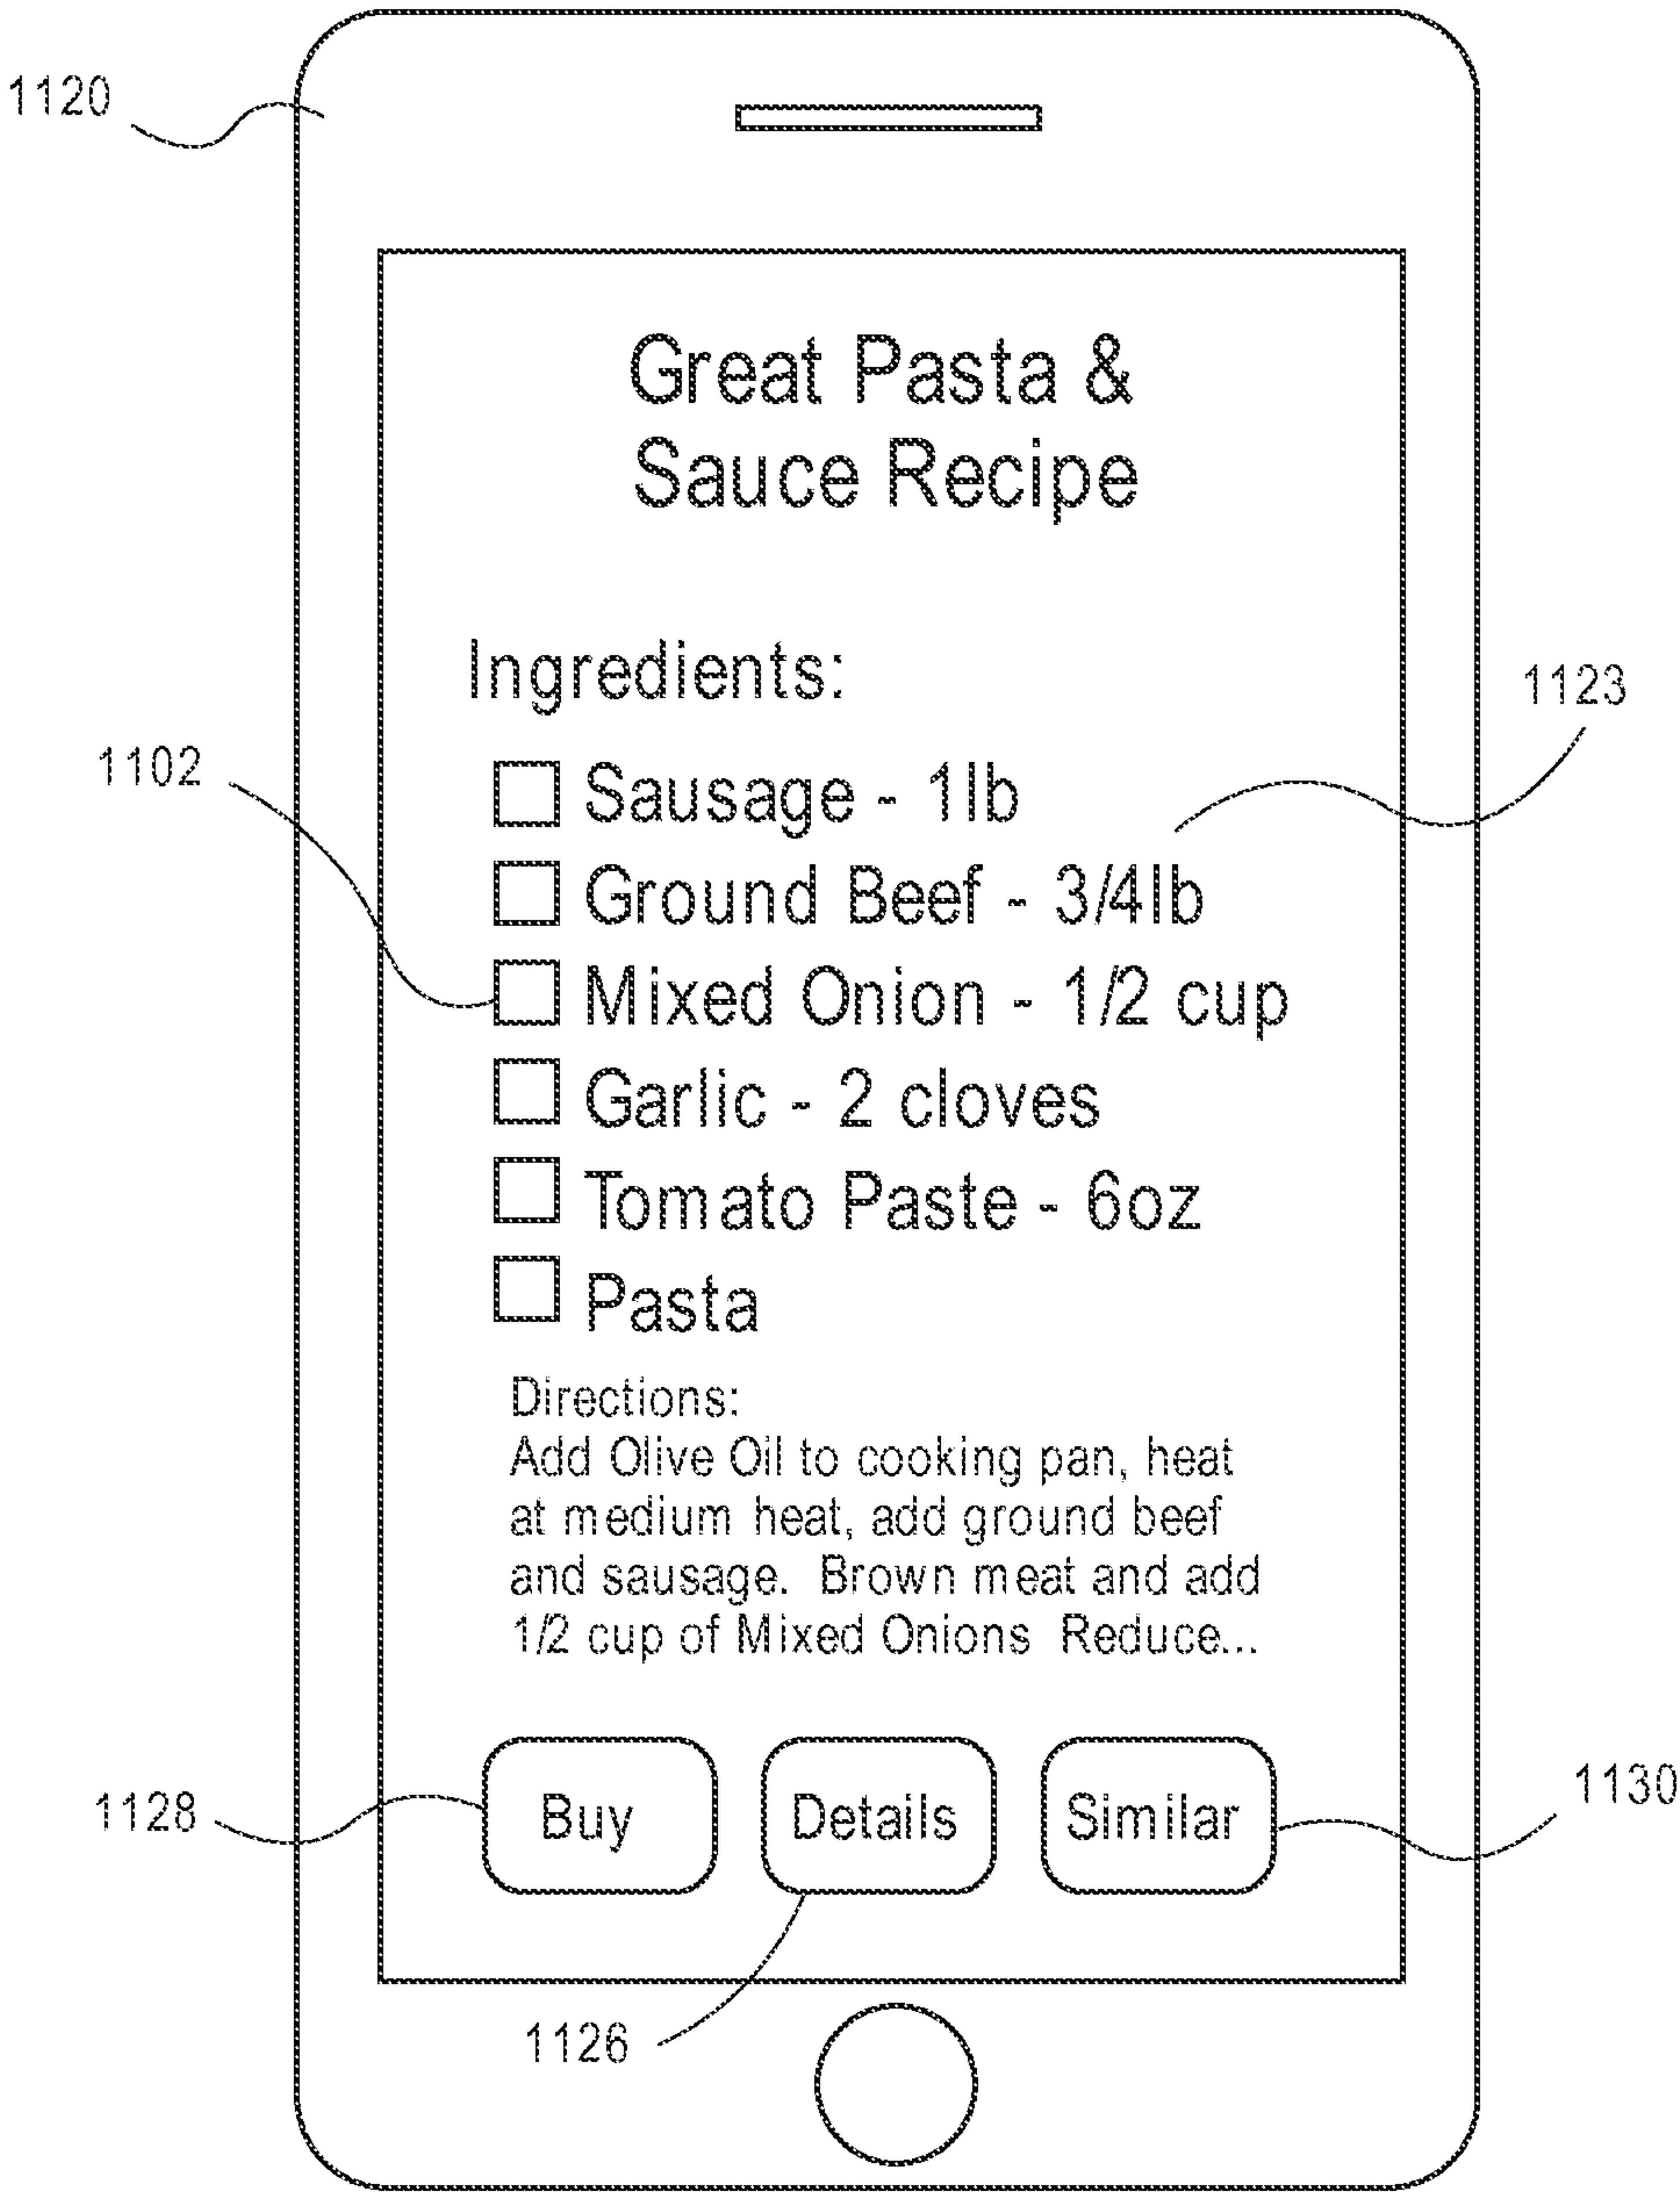 1120
Great Pasta &
Sauce Recipe
Ingredients:
1123
1102
Sausage - 1lb
Ground Beef - 3/4lb
Mixed Onion - 1/2 cup
Garlic - 2 cloves
Tomato Paste - 6oz
Pasta
Directions:
Add Olive Oil to cooking pan, heat
at medium heat, add ground beef
and sausage.  Brown meat and add
1/2 cup of Mixed Onions  Reduce...
1128
Buy
Details
Similar
1130
1126